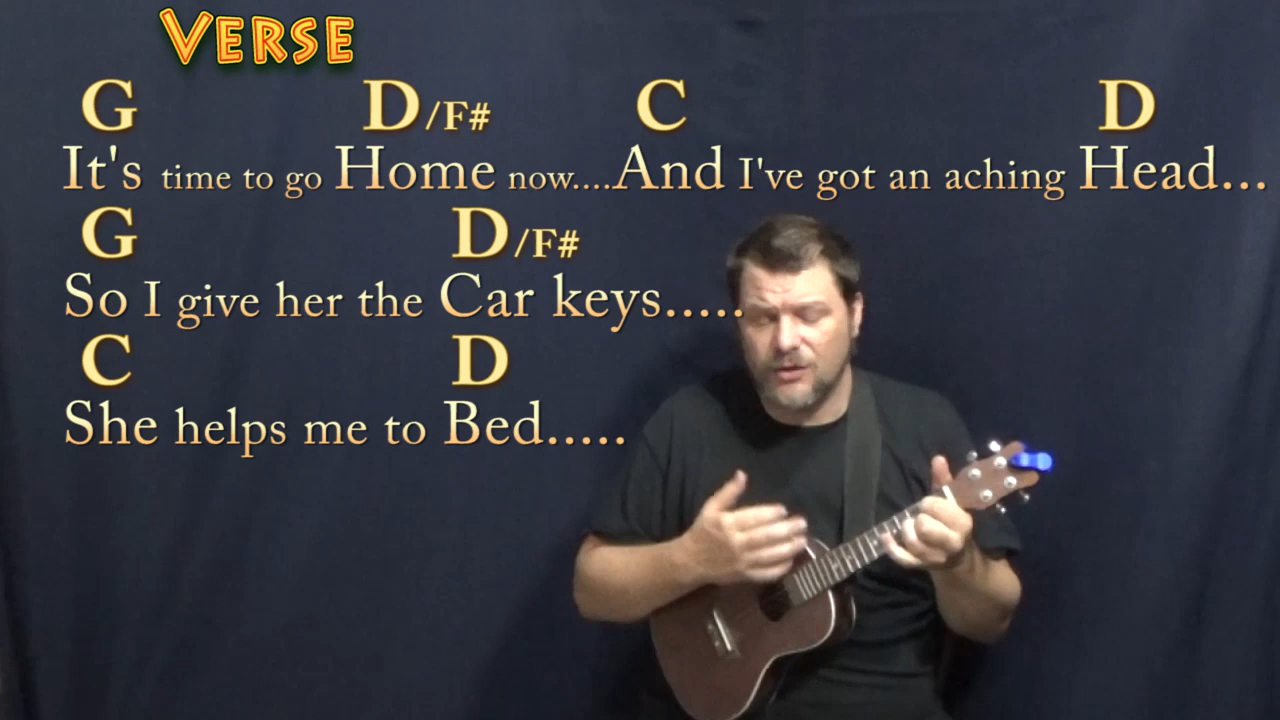 VERSE
G D/F# C D
It's time to go Home now....And I've got an aching Head...
G D/F#
So I give her the Car keys.....
C D
She helps me to Bed.....